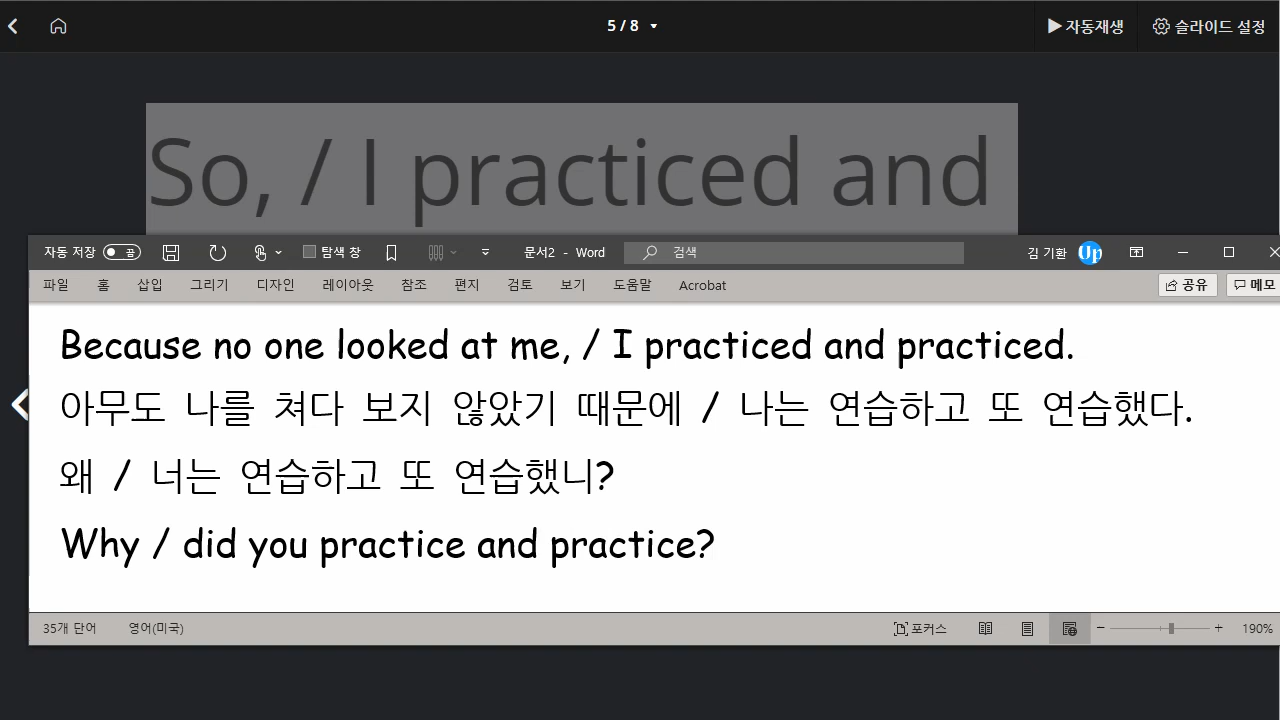 5 / 8
자동재생
슬라이드 설정
So, / I practiced and
자동 저장 끔
탐색 창
문서2 - Word
검색
김 기환
Up
파일 홈 삽입 그리기 디자인 레이아웃 참조 편지 검토 보기 도움말 Acrobat
공유
메모
Because no one looked at me, / I practiced and practiced.
아무도 나를 쳐다 보지 않았기 때문에 / 나는 연습하고 또 연습했다.
왜 / 너는 연습하고 또 연습했니?
Why / did you practice and practice?
35개 단어 영어(미국)
포커스
190%